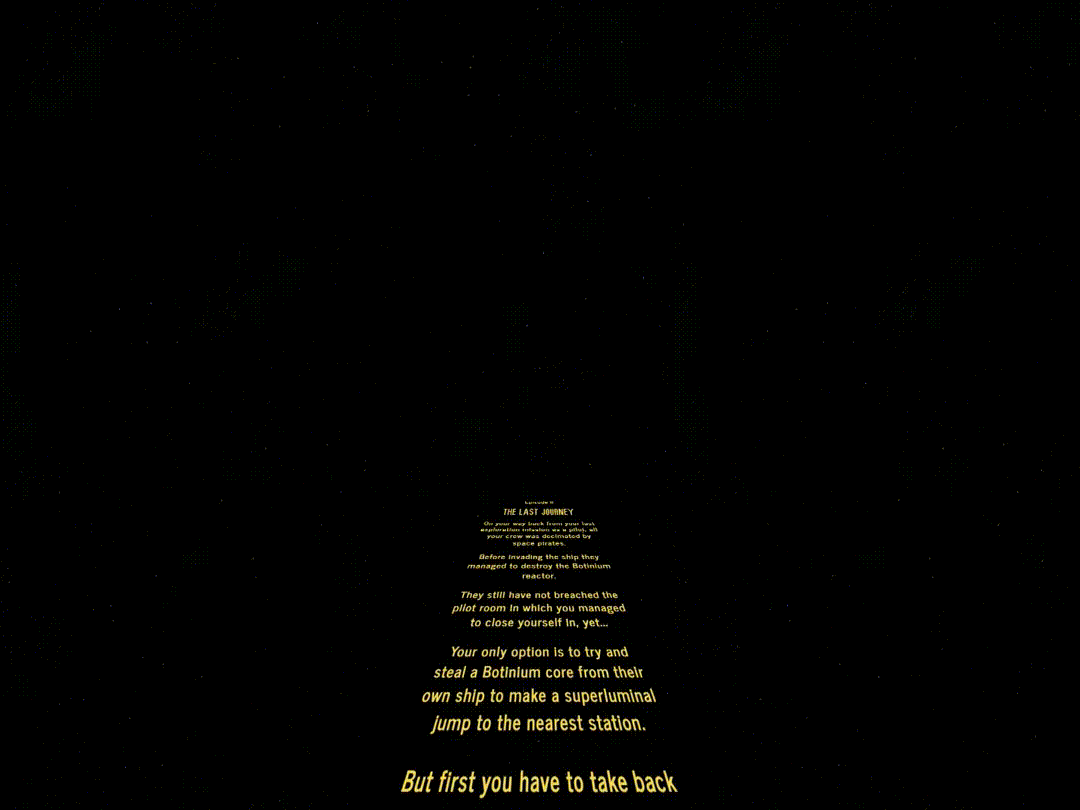 Episode II
THE LAST JOURNEY
On your way back from your last
exploration mission as a pilot, all
your crew was decimated by
space pirates.
Before invading the ship they
managed to destroy the Botinium
reactor.
They still have not breached the
pilot room in which you managed
to close yourself in, yet...
Your only option is to try and
steal a Botinium core from their
own ship to make a superluminal
jump to the nearest station.
But first you have to take back